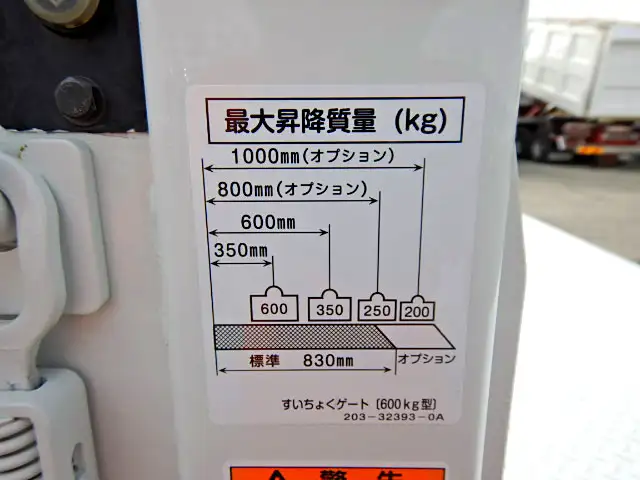 最大昇降質量 (kg)
1000mm(オプション)
800mm(オプション)
600mm
350mm
600 350 250 200
標準 830mm オプション
すいちょくゲート〔600kg型〕
203-32393-0A
警告